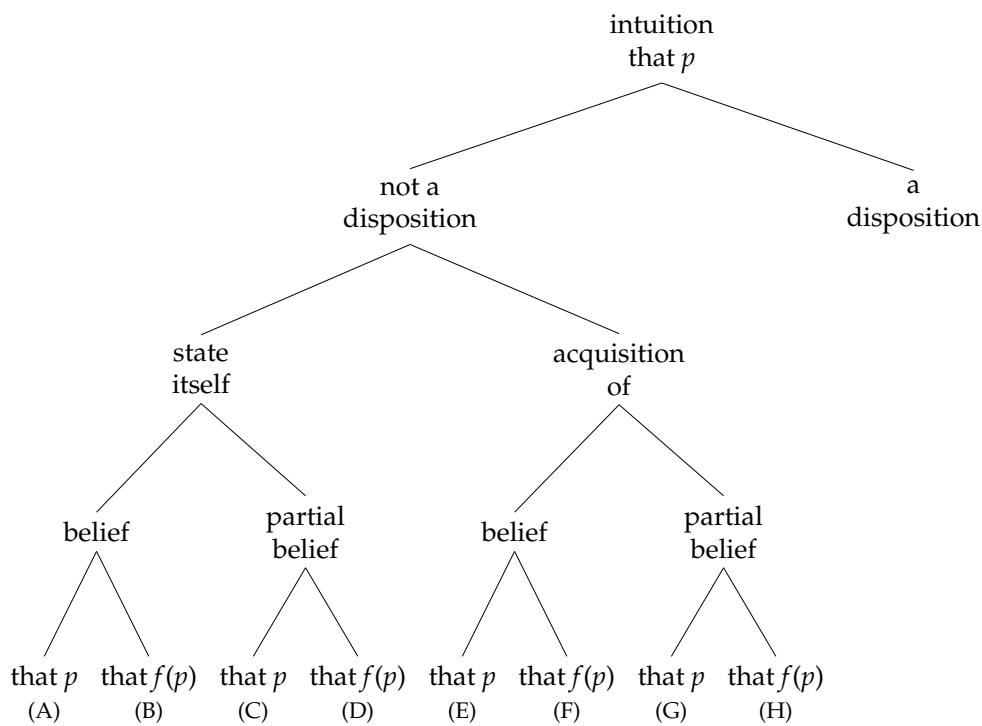 intuition
that p
not a
disposition
a
disposition
state
itself
acquisition
of
belief
partial
belief
belief
partial
belief
that p
that f(p)
that p
that f(p)
that p
that f(p)
that p
that f(p)
(A)
(B)
(C)
(D)
(E)
(F)
(G)
(H)